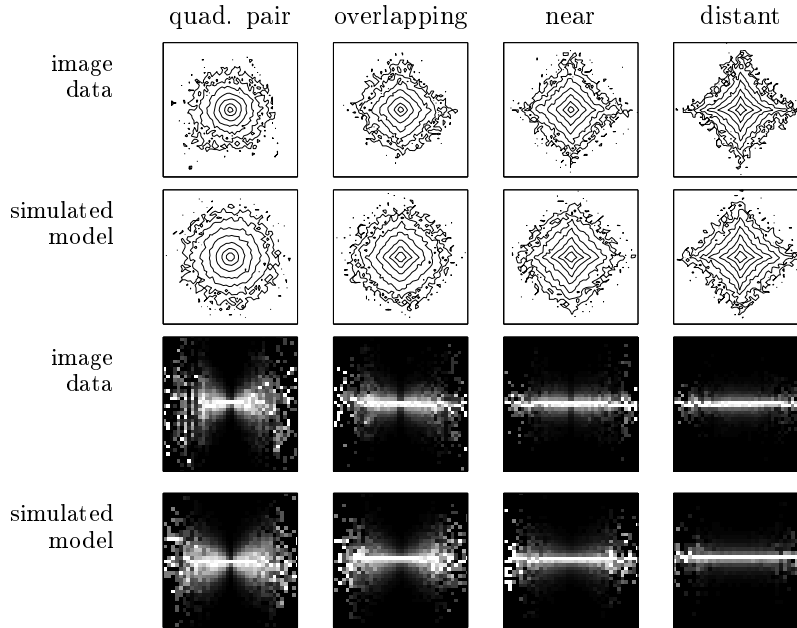 quad. pair overlapping near distant
image
data
simulated
model
image
data
simulated
model